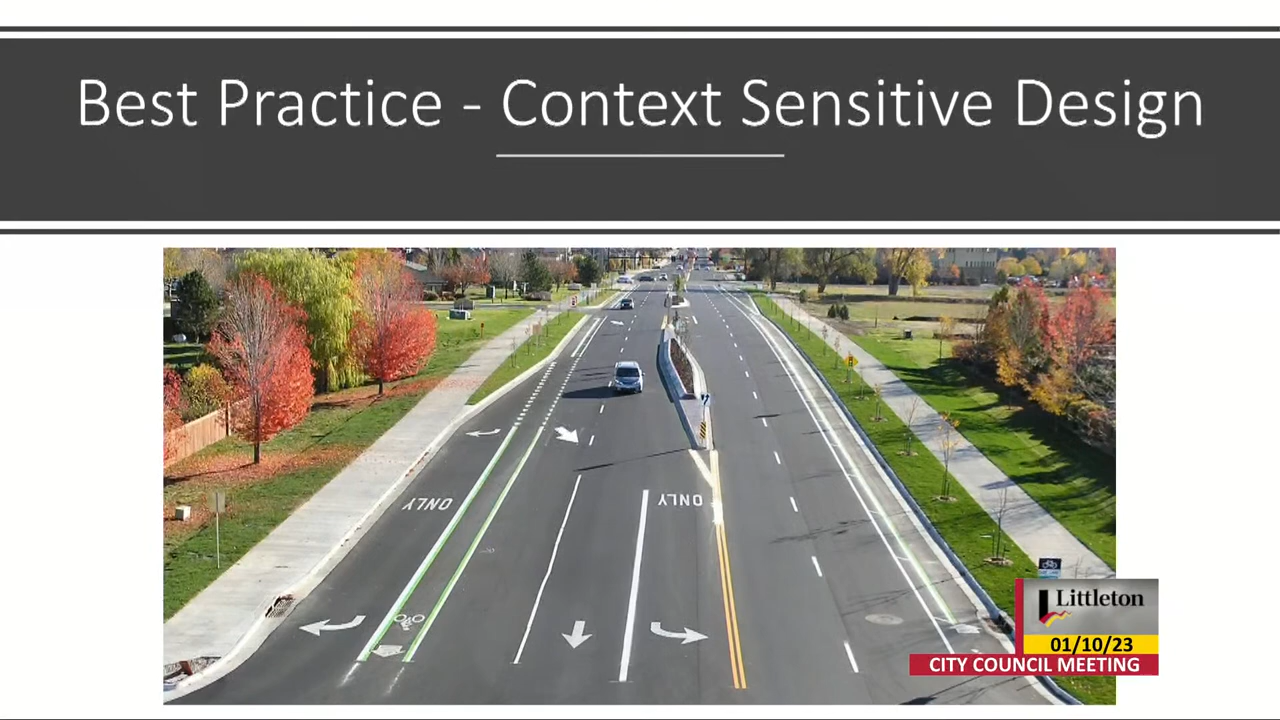 Best Practice - Context Sensitive Design
ONLY
ONLY
Littleton
01/10/23
CITY COUNCIL MEETING